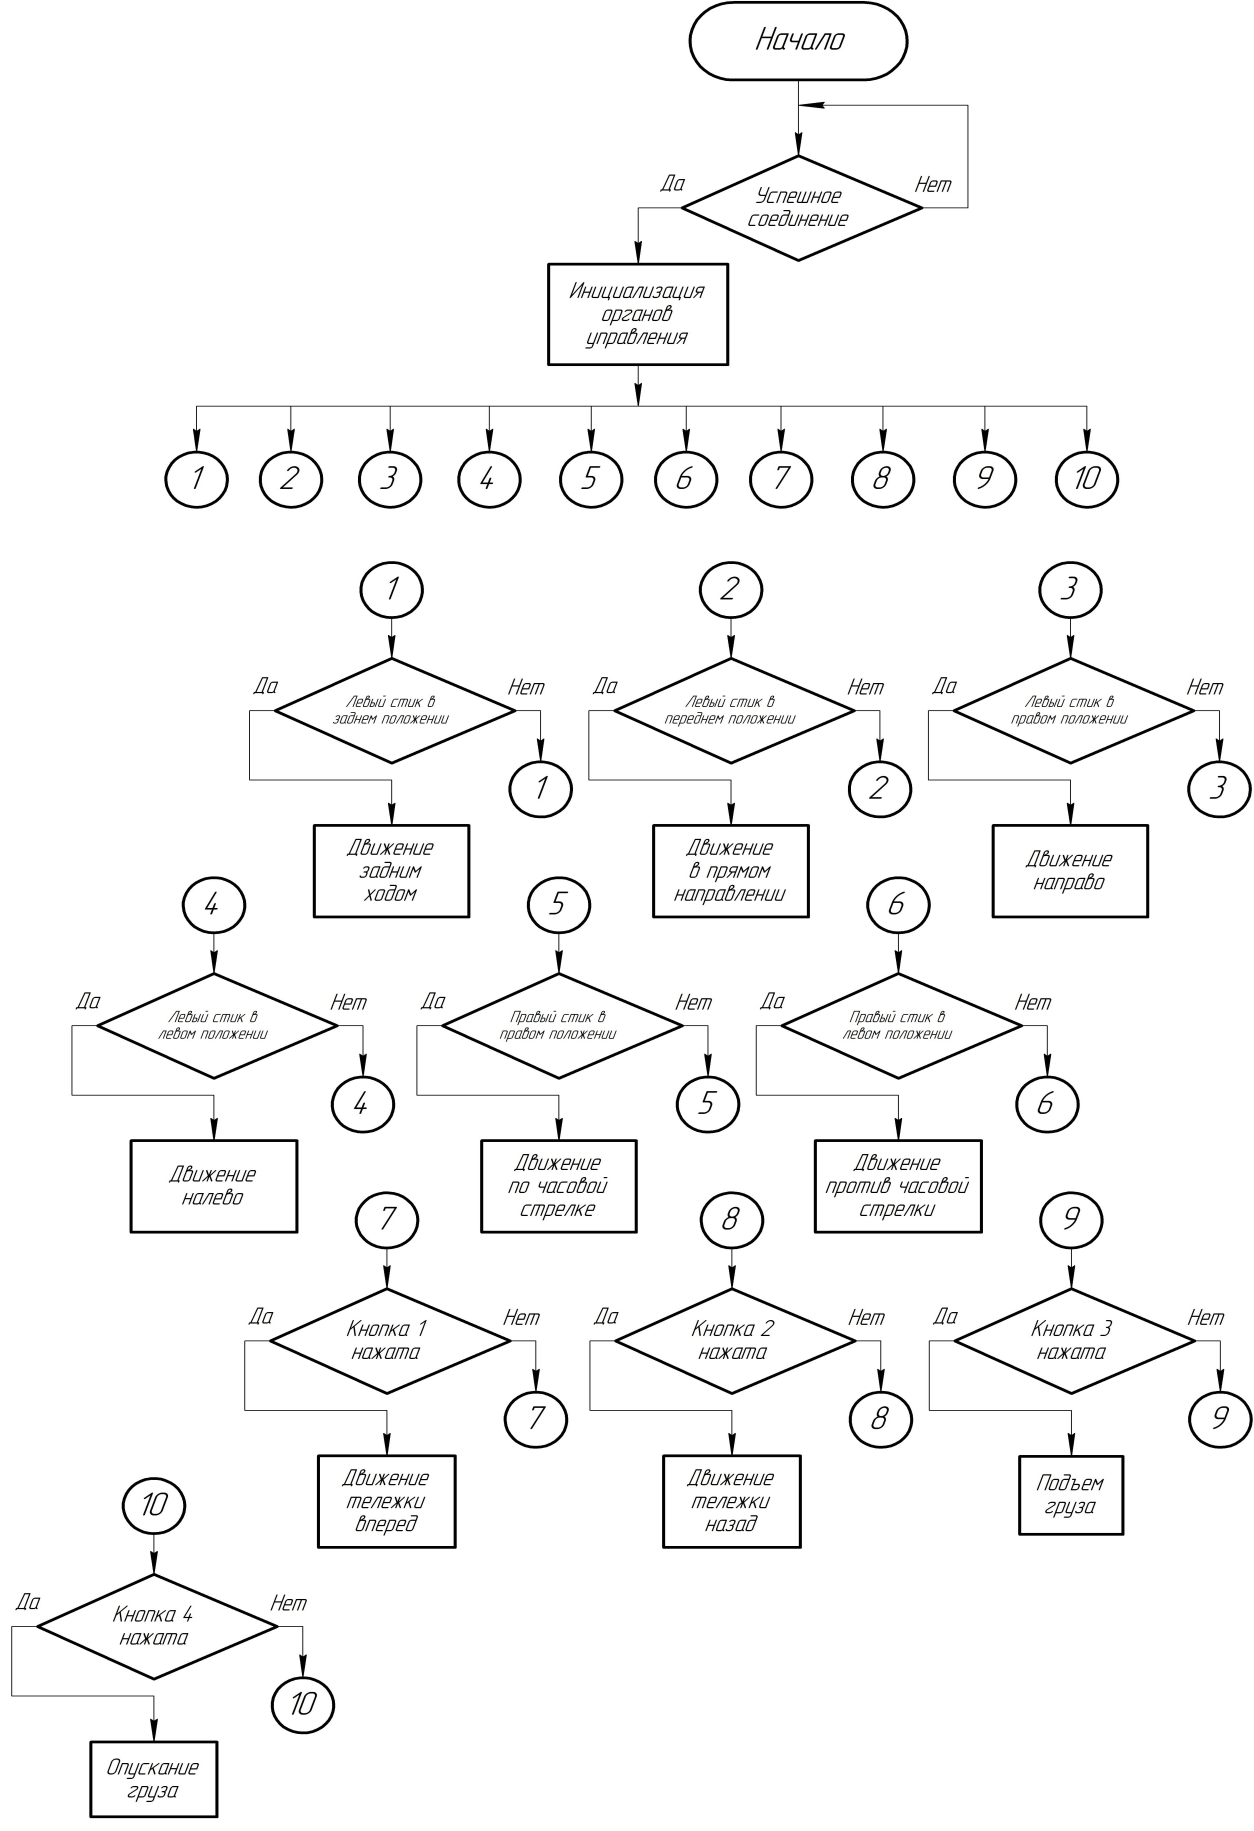 Начало
Да
Нет
Успешное
соединение
Инициализация
органов
управления
1
2
3
4
5
6
7
8
9
10
1
2
3
Да
Левый стик в
заднем положении
Нет
Да
Левый стик в
переднем положении
Нет
Да
Левый стик в
правом положении
Нет
1
2
3
Движение
задним
ходом
Движение
в прямом
направлении
Движение
направо
4
5
6
Да
Левый стик в
левом положении
Нет
Да
Правый стик в
правом положении
Нет
Да
Правый стик в
левом положении
Нет
4
5
6
Движение
налево
Движение
по часовой
стрелке
Движение
против часовой
стрелки
7
8
9
Да
Кнопка 1
нажата
Нет
Да
Кнопка 2
нажата
Нет
Да
Кнопка 3
нажата
Нет
7
8
9
Движение
тележки
вперед
Движение
тележки
назад
Подъем
груза
10
Да
Кнопка 4
нажата
Нет
10
Опускание
груза